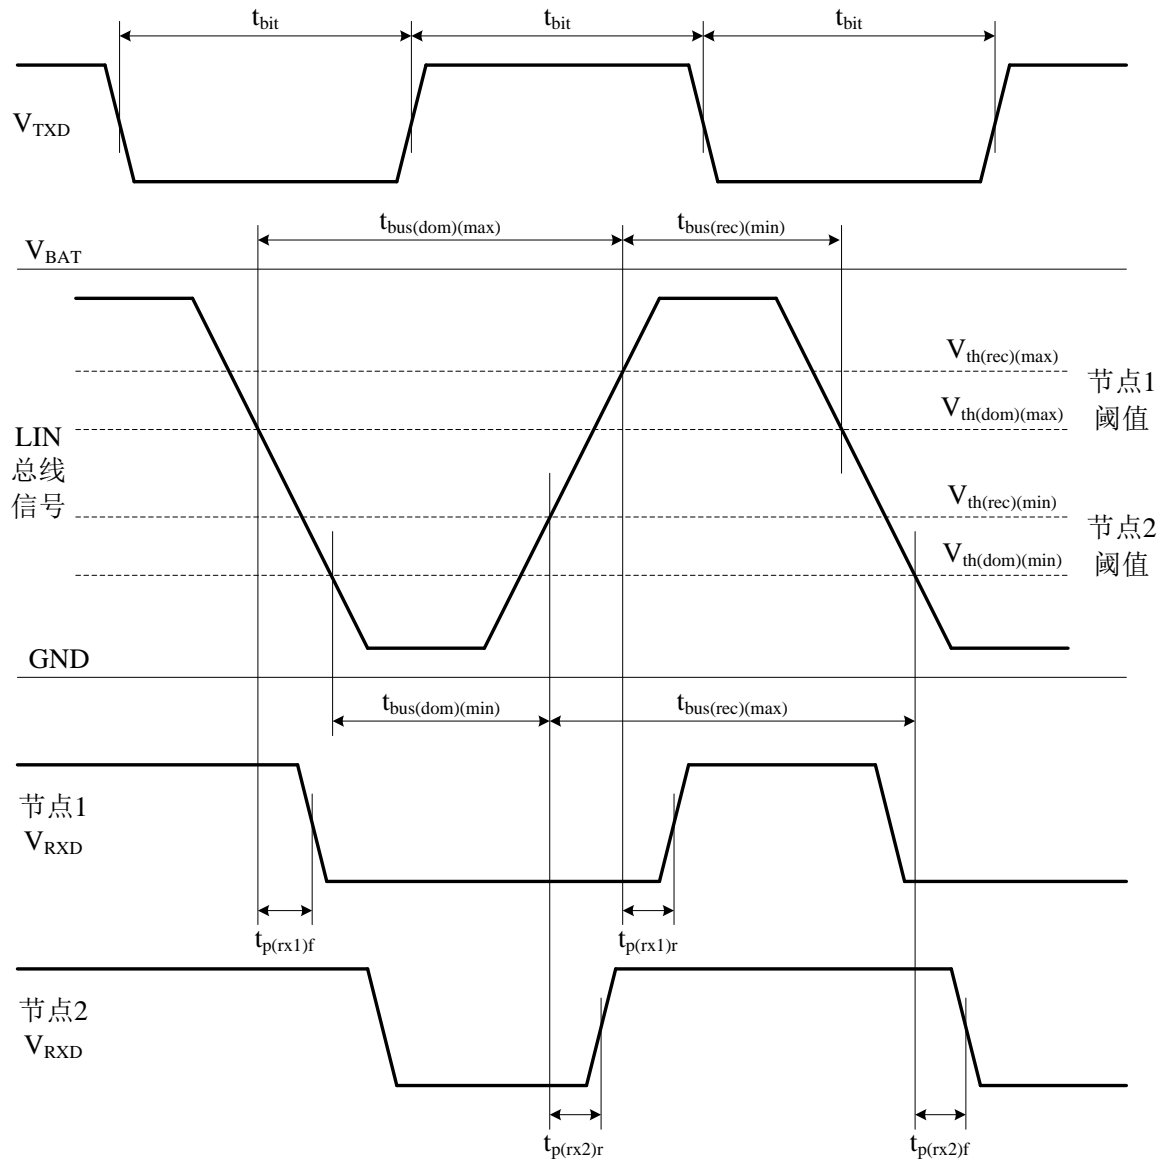 tbit tbit tbit
VTXD
tbus(dom)(max) tbus(rec)(min)
VBAT
Vth(rec)(max)
节点1
阈值
Vth(dom)(max)
LIN
总线
信号
Vth(rec)(min)
节点2
阈值
Vth(dom)(min)
GND
tbus(dom)(min) tbus(rec)(max)
节点1
VRXD
tp(rx1)f tp(rx1)r
节点2
VRXD
tp(rx2)r tp(rx2)f